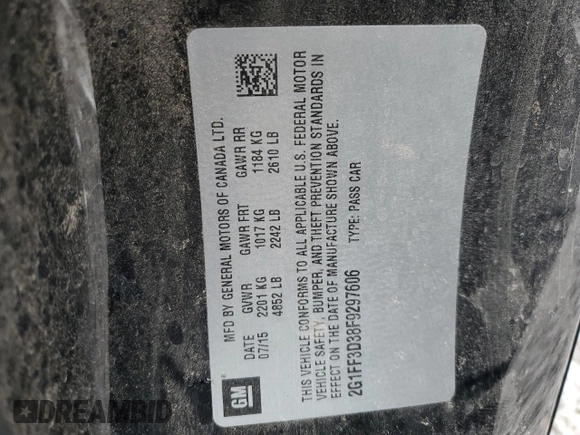 GM
MFD BY GENERAL MOTORS OF CANADA LTD.
DATE GVWR GAWR FRT GAWR RR
07/15 2201 KG 1017 KG 1184 KG
4852 LB 2242 LB 2610 LB
THIS VEHICLE CONFORMS TO ALL APPLICABLE U.S. FEDERAL MOTOR
VEHICLE SAFETY, BUMPER, AND THEFT PREVENTION STANDARDS IN
EFFECT ON THE DATE OF MANUFACTURE SHOWN ABOVE.
2G1FF3D38F9297606 TYPE: PASS CAR
DREAMBID